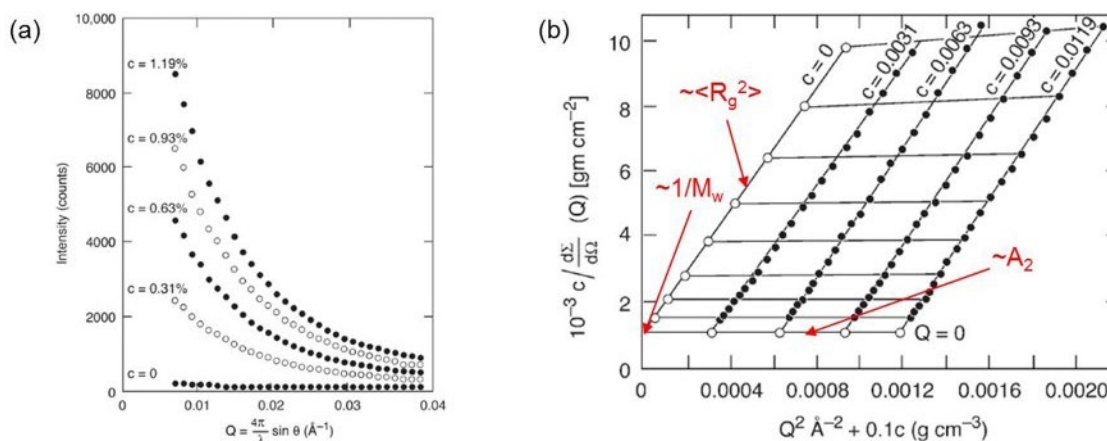 (a)
10,000
8000
6000
4000
2000
0
Intensity (counts)
c = 1.19%
c = 0.93%
c = 0.63%
c = 0.31%
c = 0
0
0.01
0.02
0.03
0.04
Q = 4π/λ sin θ (Å⁻¹)
(b)
10
8
6
4
2
0
10⁻³ c / dΣ/dΩ (Q) [gm cm⁻²]
c = 0
c = 0.0031
c = 0.0063
c = 0.0093
c = 0.0119
~<Rg²>
~1/Mw
~A₂
Q = 0
0
0.0004
0.0008
0.0012
0.0016
0.0020
Q² Å⁻² + 0.1c (g cm⁻³)